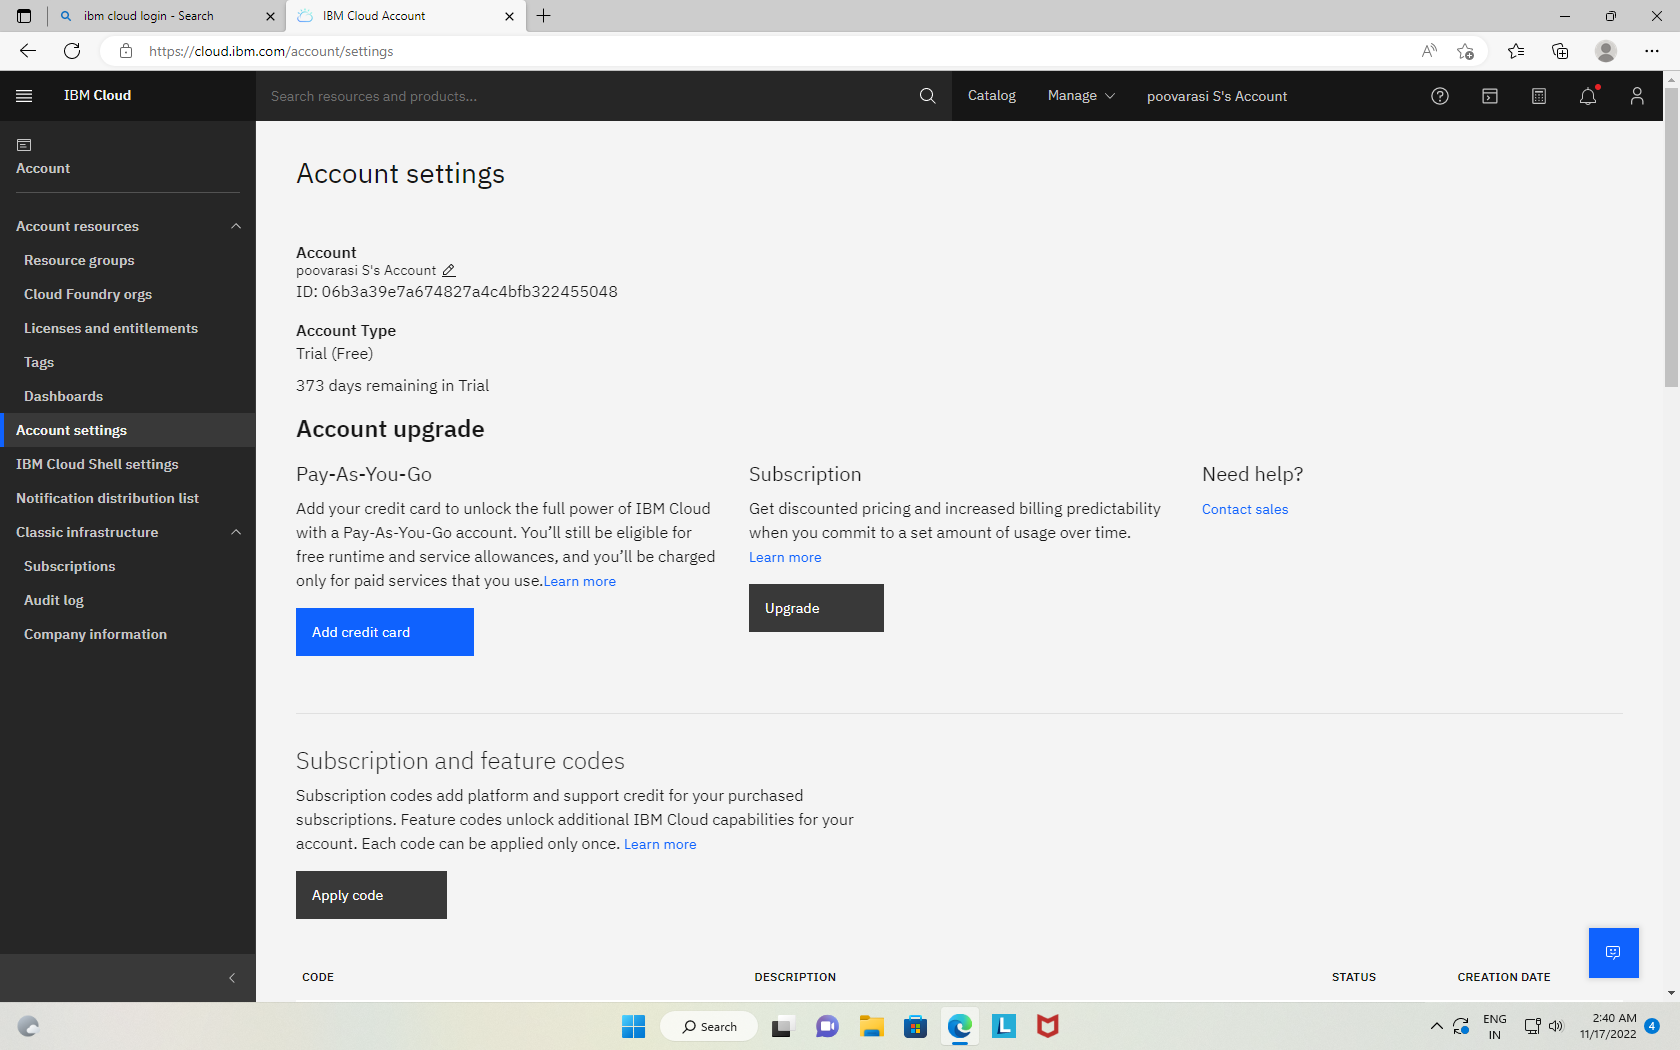 ibm cloud login - Search
IBM Cloud Account
https://cloud.ibm.com/account/settings
IBM Cloud
Search resources and products...
Catalog
Manage
poovarasi S's Account
Account
Account resources
Resource groups
Cloud Foundry orgs
Licenses and entitlements
Tags
Dashboards
Account settings
IBM Cloud Shell settings
Notification distribution list
Classic infrastructure
Subscriptions
Audit log
Company information
Account settings
Account
poovarasi S's Account
ID: 06b3a39e7a674827a4c4bfb322455048
Account Type
Trial (Free)
373 days remaining in Trial
Account upgrade
Pay-As-You-Go
Add your credit card to unlock the full power of IBM Cloud
with a Pay-As-You-Go account. You’ll still be eligible for
free runtime and service allowances, and you’ll be charged
only for paid services that you use.Learn more
Add credit card
Subscription
Get discounted pricing and increased billing predictability
when you commit to a set amount of usage over time.
Learn more
Upgrade
Need help?
Contact sales
Subscription and feature codes
Subscription codes add platform and support credit for your purchased
subscriptions. Feature codes unlock additional IBM Cloud capabilities for your
account. Each code can be applied only once. Learn more
Apply code
CODE
DESCRIPTION
STATUS
CREATION DATE
Search
L
ENG
IN
2:40 AM
11/17/2022
4